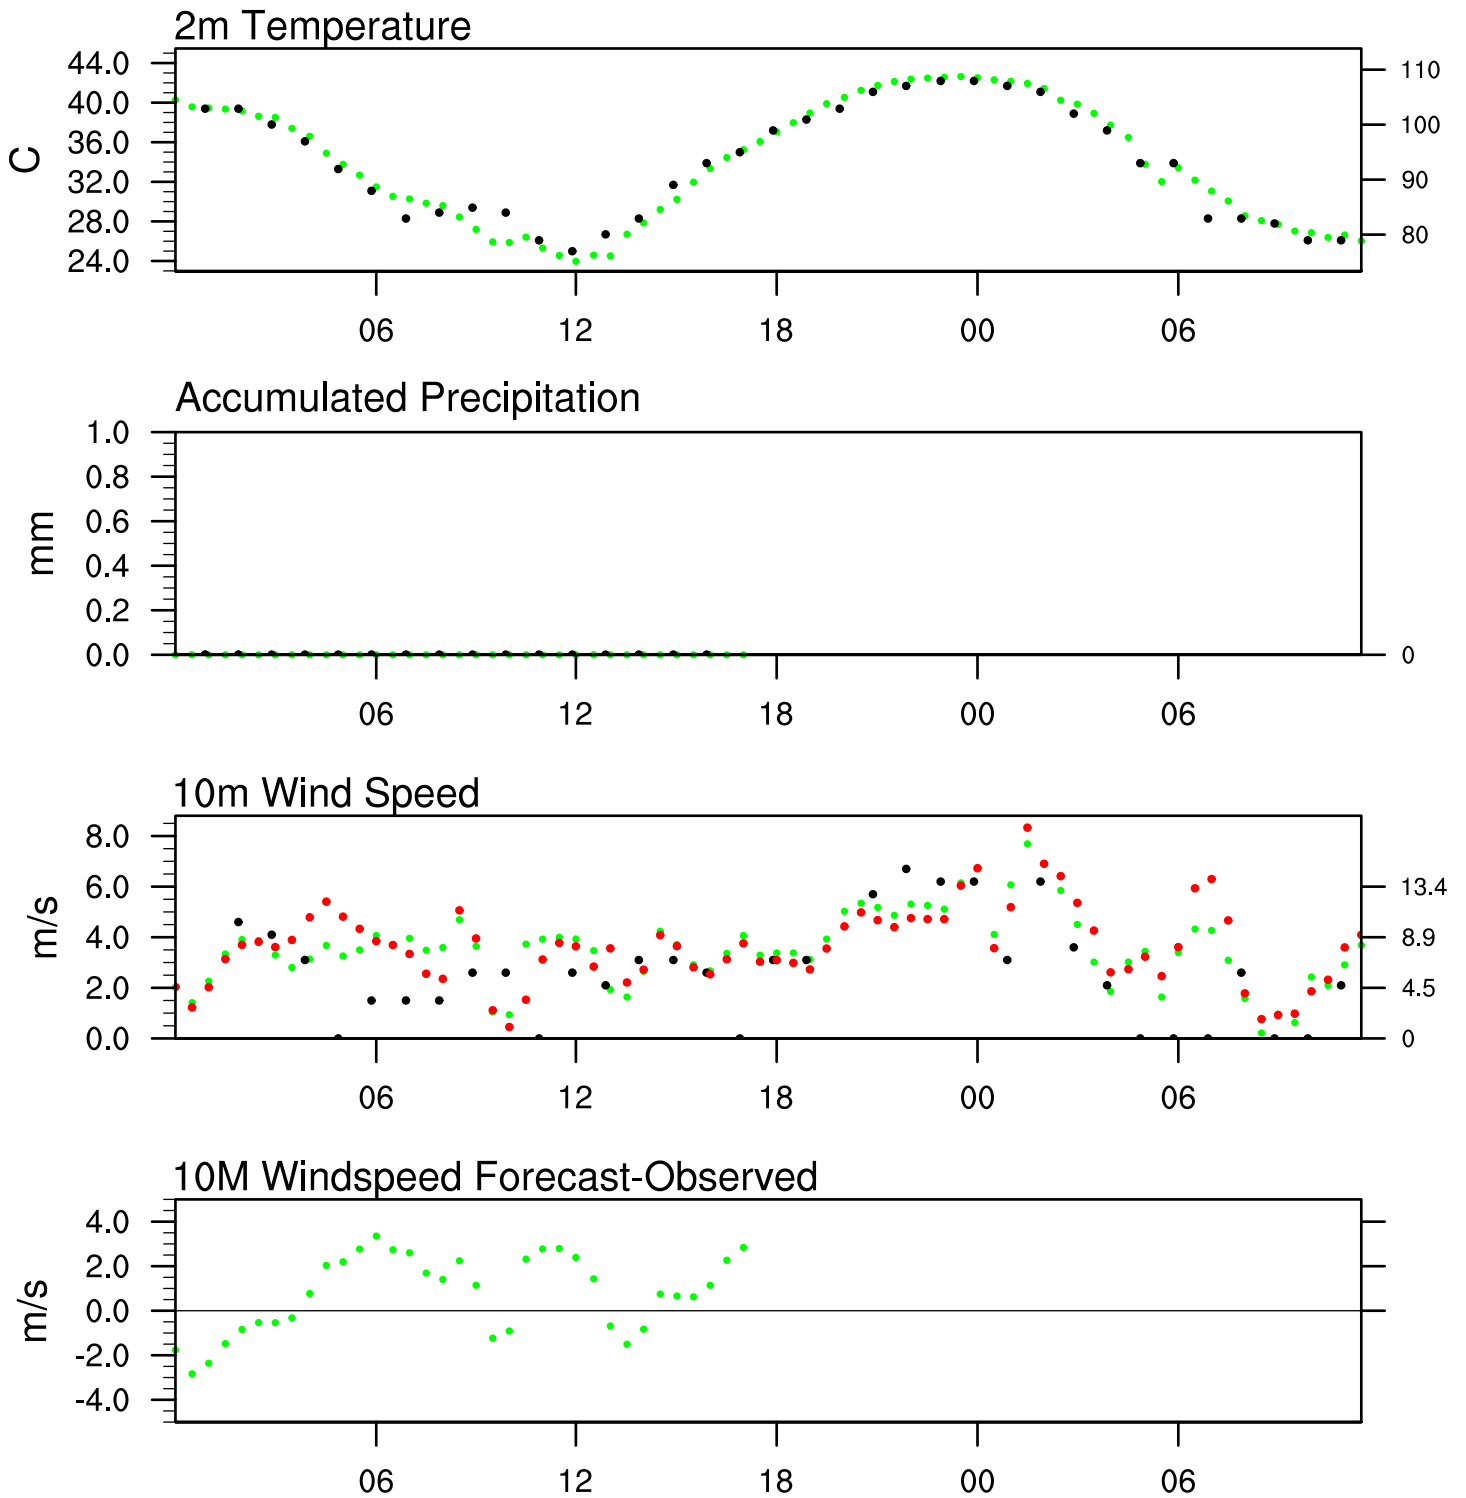 2m Temperature
44.0
40.0
36.0
32.0
28.0
24.0
C
110
100
90
80
06 12 18 00 06
Accumulated Precipitation
1.0
0.8
0.6
0.4
0.2
0.0
mm
0
06 12 18 00 06
10m Wind Speed
8.0
6.0
4.0
2.0
0.0
m/s
13.4
8.9
4.5
0
06 12 18 00 06
10M Windspeed Forecast-Observed
4.0
2.0
0.0
-2.0
-4.0
m/s
06 12 18 00 06